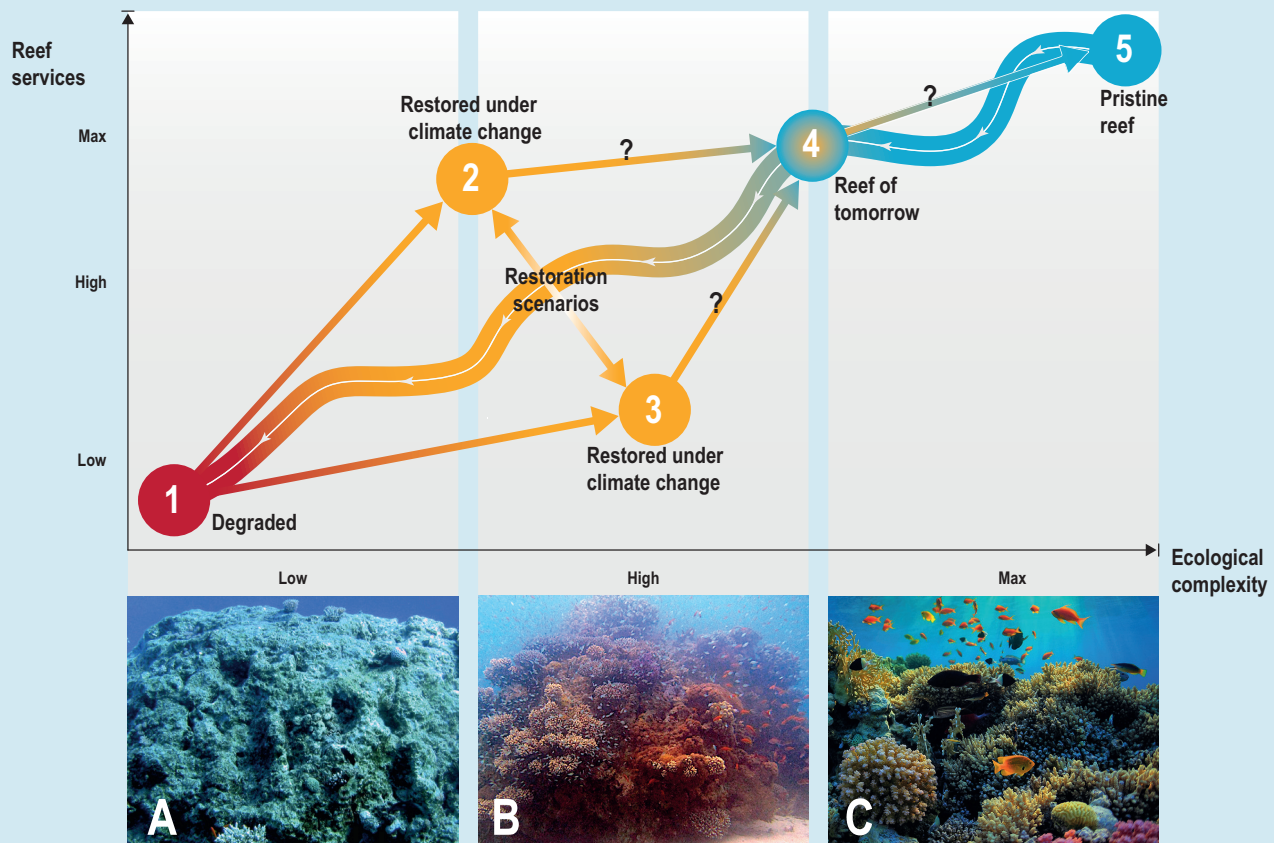 Reef
services
Max
High
Low
5
Pristine
reef
?
Restored under
climate change
2
?
4
Reef of
tomorrow
Restoration
scenarios
?
3
Restored under
climate change
1
Degraded
Low
High
Max
Ecological
complexity
A
B
C